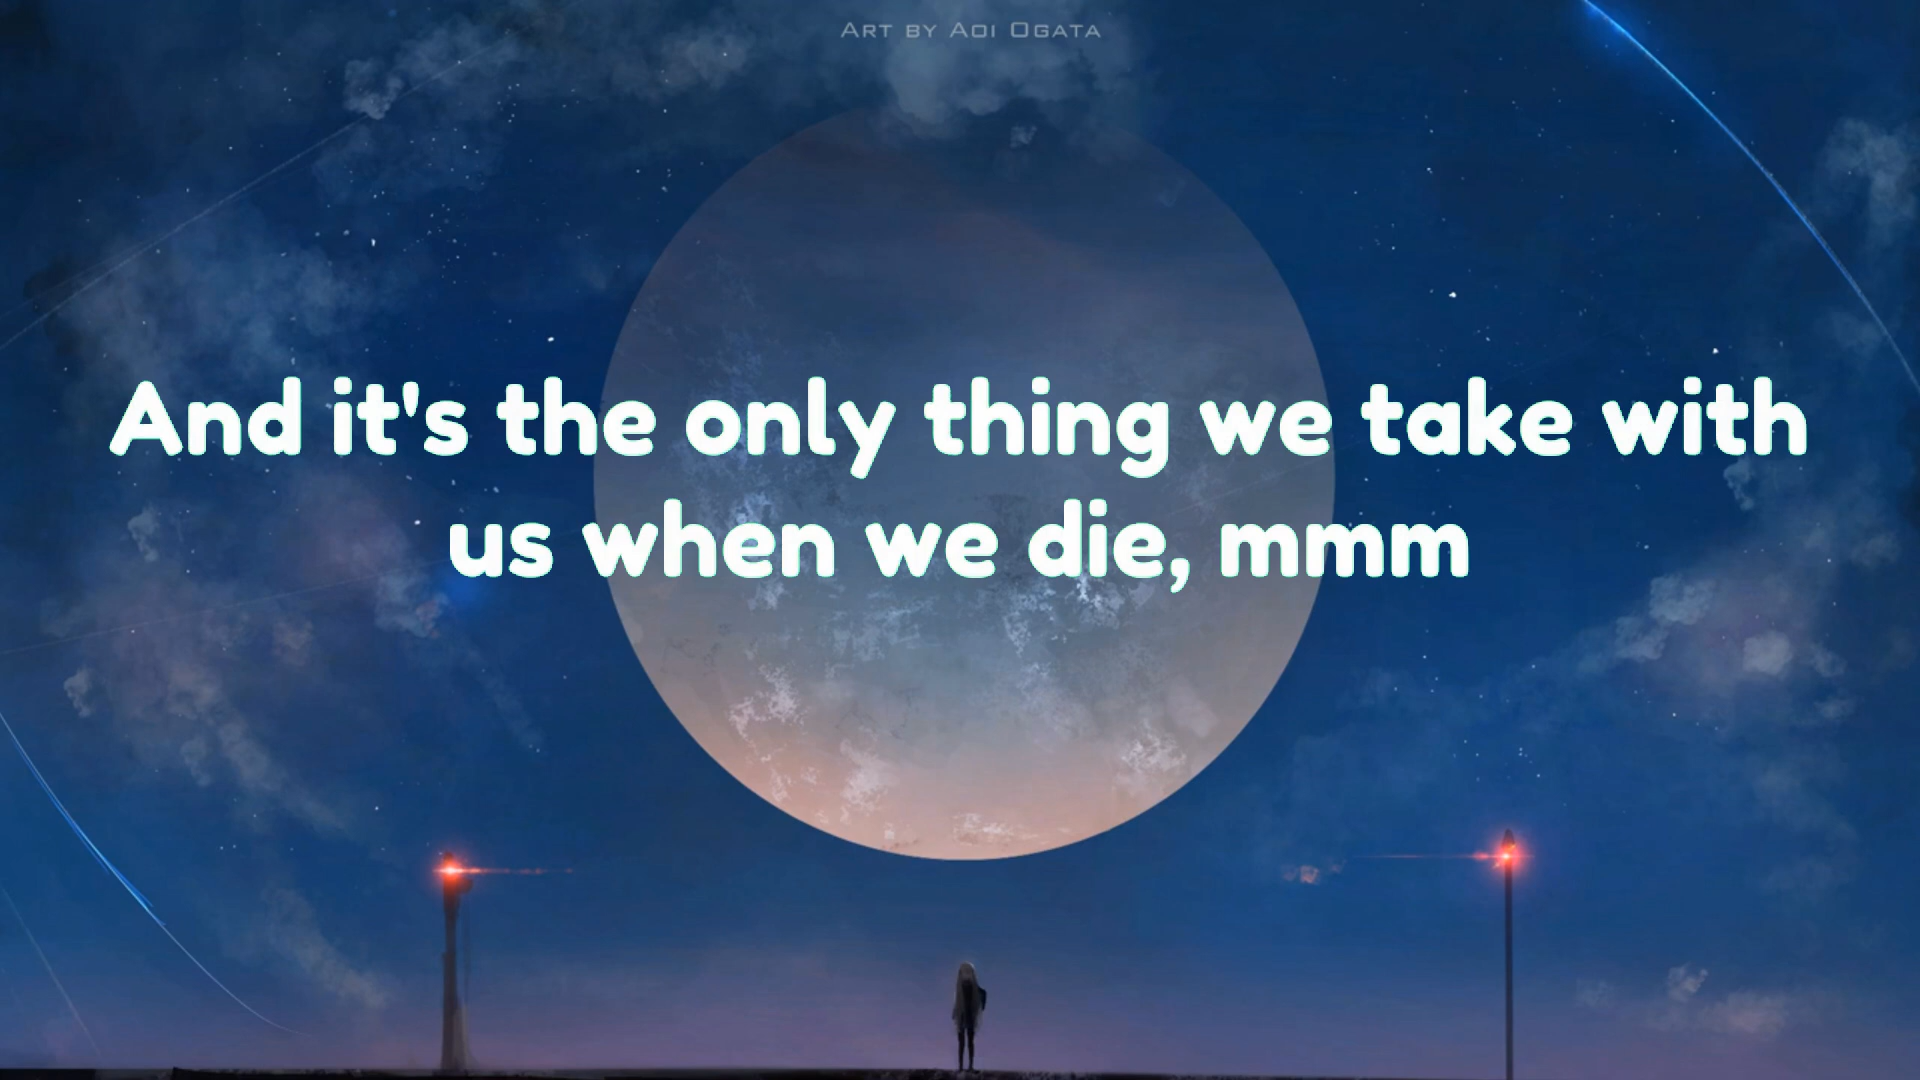 Art by Aoi Ogata
And it's the only thing we take with
us when we die, mmm